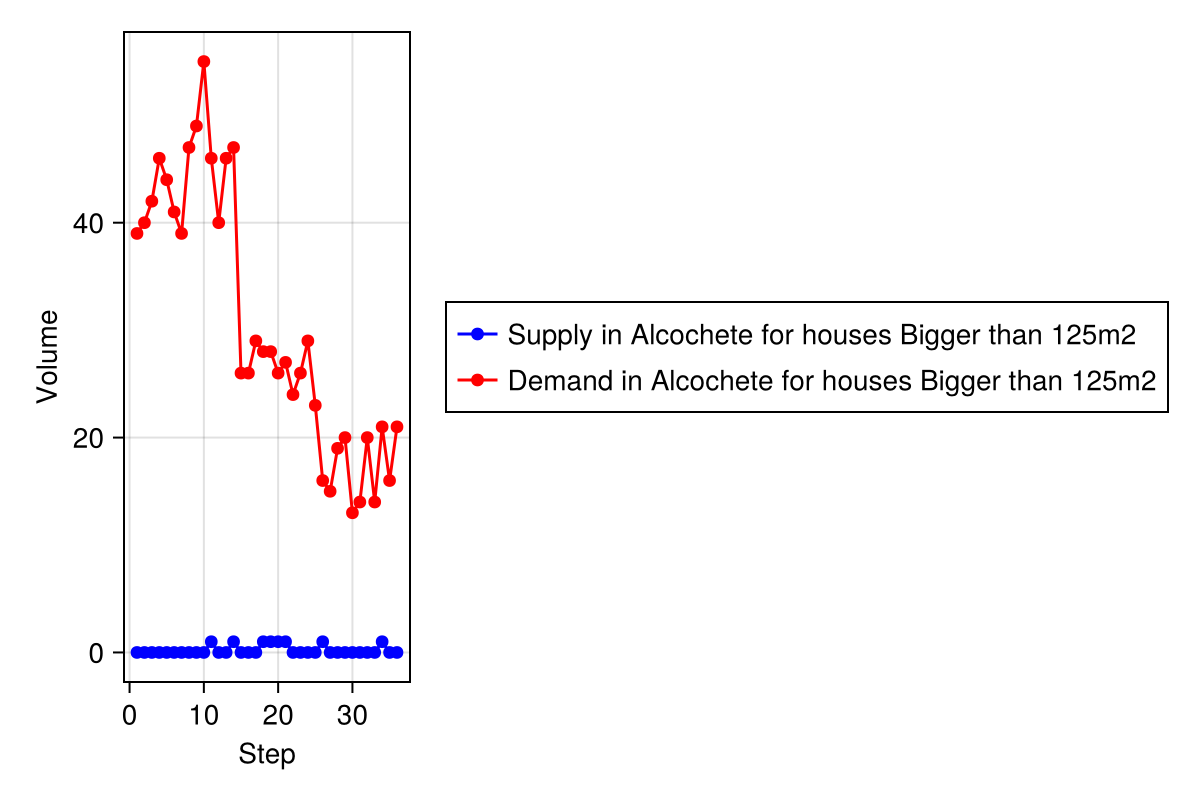 Volume
40
20
0
0 10 20 30
Step
Supply in Alcochete for houses Bigger than 125m2
Demand in Alcochete for houses Bigger than 125m2